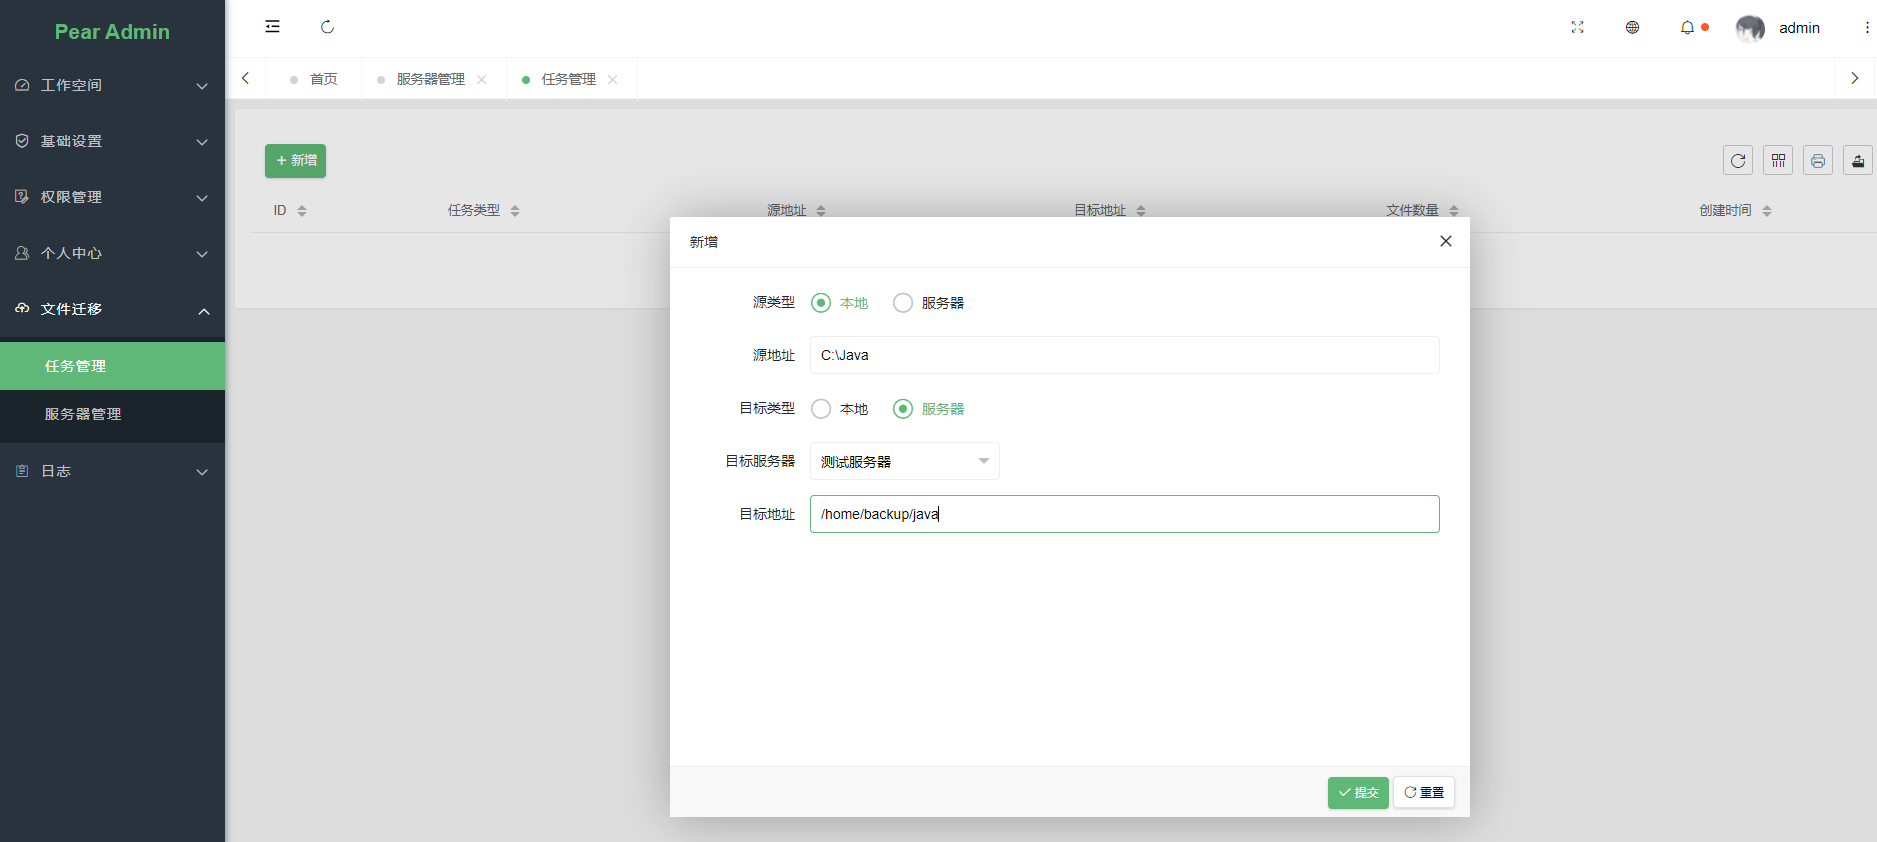 Pear Admin
admin
首页
服务器管理
任务管理
工作空间
基础设置
权限管理
个人中心
文件迁移
任务管理
服务器管理
日志
新增
ID 任务类型 源地址 目标地址 文件数量 创建时间
新增
源类型 本地 服务器
源地址 C:\Java
目标类型 本地 服务器
目标服务器 测试服务器
目标地址 /home/backup/java
提交 重置